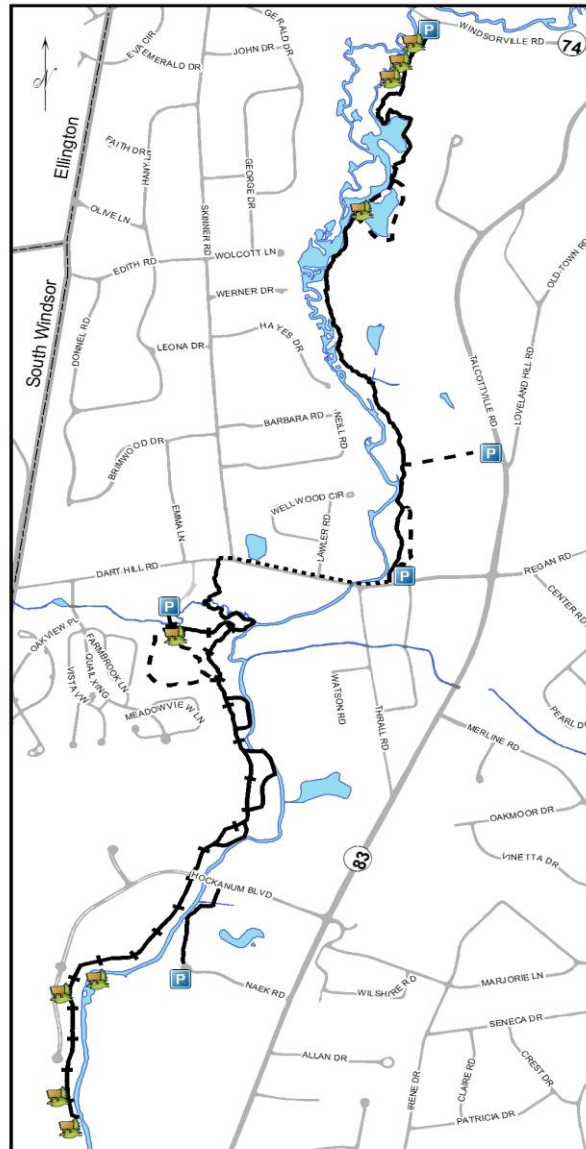 GERALD DR
P
WINDSORVILLE RD
74
EVA CIR
EMERALD DR
JOHN DR
N
Ellington
FAITH DR
HANY LN
GEORGE DR
SKINNER RD
OLIVE LN
EDITH RD
WOLCOTT LN
OLD-TOWN RD
WERNER DR
South Windsor
DONNEL RD
LEONA DR
HAYES DR
TALCOTTVILLE RD
LOVELAND HILL RD
BARBARA RD
NEILL RD
BRIMWOOD DR
P
EMMA LN
WELLWOOD CIR
LAWLER RD
DART HILL RD
P
REGAN RD
P
CENTER RD
OAKVIEW PL
FARMBROOK LN
QUAIL XING
VISTA VW
MEADOWVIEW LN
WATSON RD
THRALL RD
PEARL DR
MERLINE RD
OAKMOOR DR
VINETTA DR
83
HOCKANUM BLVD
P
NAEK RD
WILSHIRE RD
MARJORIE LN
SENECA DR
ALLAN DR
IRENE DR
CLAIRE RD
CREST DR
PATRICIA DR